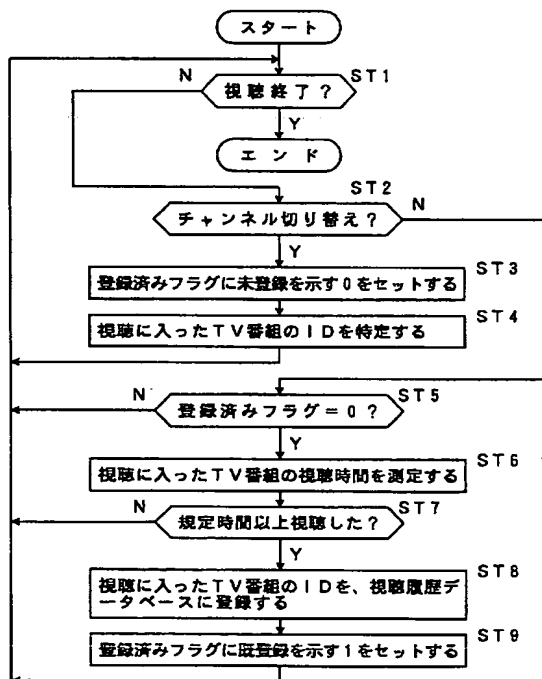 スタート
N
視聴終了？
ST1
Y
エンド
ST2
チャンネル切り替え？
N
Y
ST3
登録済みフラグに未登録を示す0をセットする
ST4
視聴に入ったTV番組のIDを特定する
N
登録済みフラグ＝0？
ST5
Y
ST6
視聴に入ったTV番組の視聴時間を測定する
N
規定時間以上視聴した？
ST7
Y
ST8
視聴に入ったTV番組のIDを、視聴履歴デ
ータベースに登録する
ST9
登録済みフラグに既登録を示す1をセットする